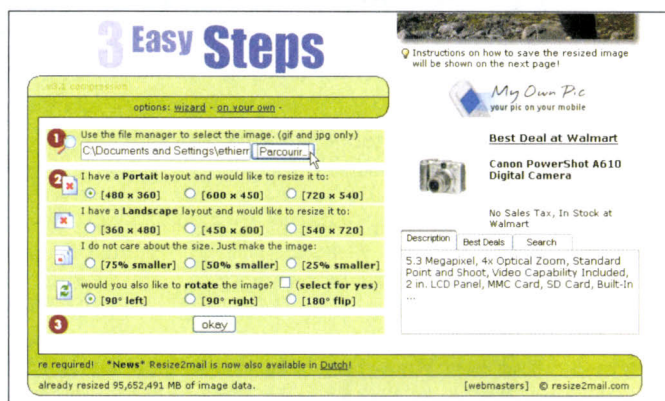 3 Easy Steps
Instructions on how to save the resized image
will be shown on the next page!
v3.1 compression
options: wizard - on your own -
My Own Pic
your pic on your mobile
1
Use the file manager to select the image. (gif and jpg only)
C:\Documents and Settings\ethierr
Parcourir...
2
I have a Portait layout and would like to resize it to:
[480 x 360] [600 x 450] [720 x 540]
I have a Landscape layout and would like to resize it to:
[360 x 480] [450 x 600] [540 x 720]
I do not care about the size. Just make the image:
[75% smaller] [50% smaller] [25% smaller]
would you also like to rotate the image? (select for yes)
[90° left] [90° right] [180° flip]
3
okay
Best Deal at Walmart
Canon PowerShot A610
Digital Camera
No Sales Tax, In Stock at
Walmart
Description Best Deals Search
5.3 Megapixel, 4x Optical Zoom, Standard
Point and Shoot, Video Capability Included,
2 in. LCD Panel, MMC Card, SD Card, Built-In
...
re required! *News* Resize2mail is now also available in Dutch!
already resized 95,652,491 MB of image data.
[webmasters] © resize2mail.com